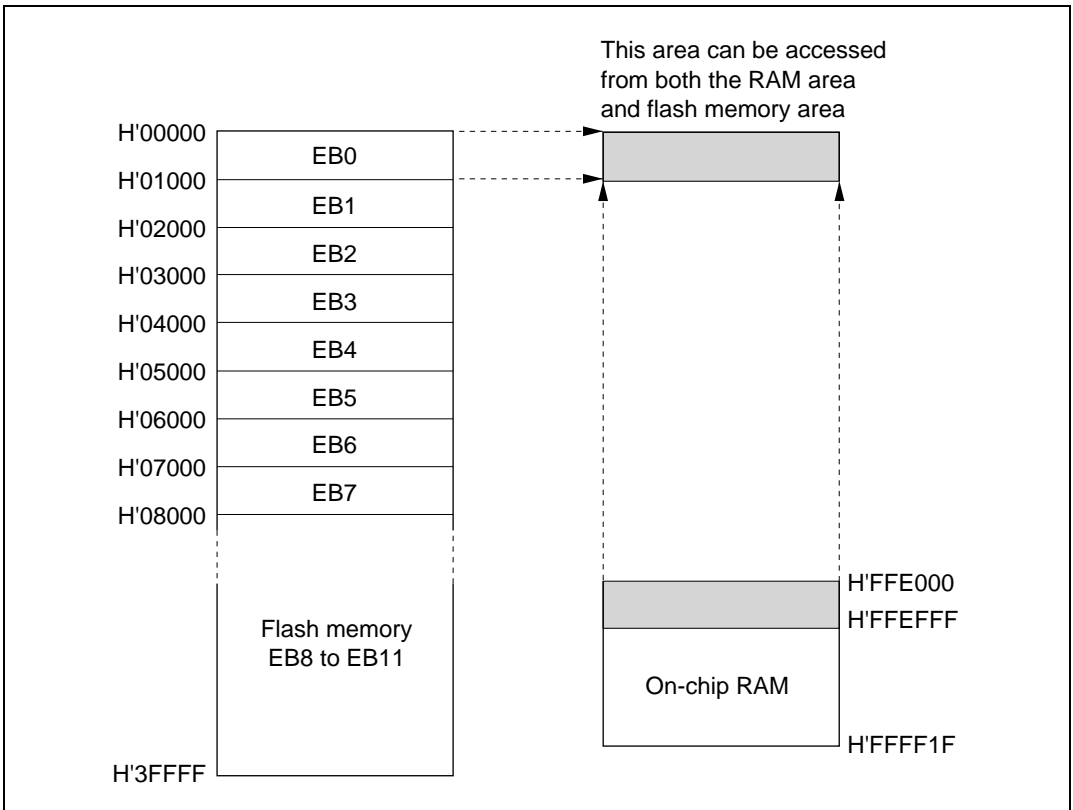 This area can be accessed
from both the RAM area
and flash memory area
H'00000
EB0
H'01000
EB1
H'02000
EB2
H'03000
EB3
H'04000
EB4
H'05000
EB5
H'06000
EB6
H'07000
EB7
H'08000
Flash memory
EB8 to EB11
H'3FFFF
H'FFE000
H'FFEFFF
On-chip RAM
H'FFFF1F